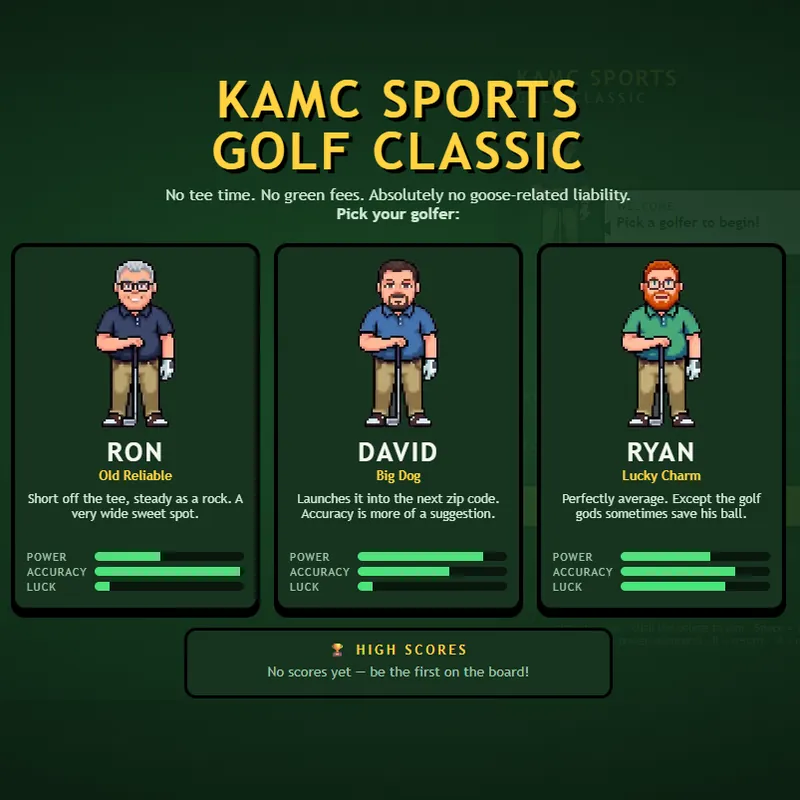 KAMC SPORTS
GOLF CLASSIC
No tee time. No green fees. Absolutely no goose-related liability.
Pick your golfer:
Pick a golfer to begin!
RON
Old Reliable
Short off the tee, steady as a rock. A
very wide sweet spot.
POWER
ACCURACY
LUCK
DAVID
Big Dog
Launches it into the next zip code.
Accuracy is more of a suggestion.
POWER
ACCURACY
LUCK
RYAN
Lucky Charm
Perfectly average. Except the golf
gods sometimes save his ball.
POWER
ACCURACY
LUCK
🏆 HIGH SCORES
No scores yet — be the first on the board!